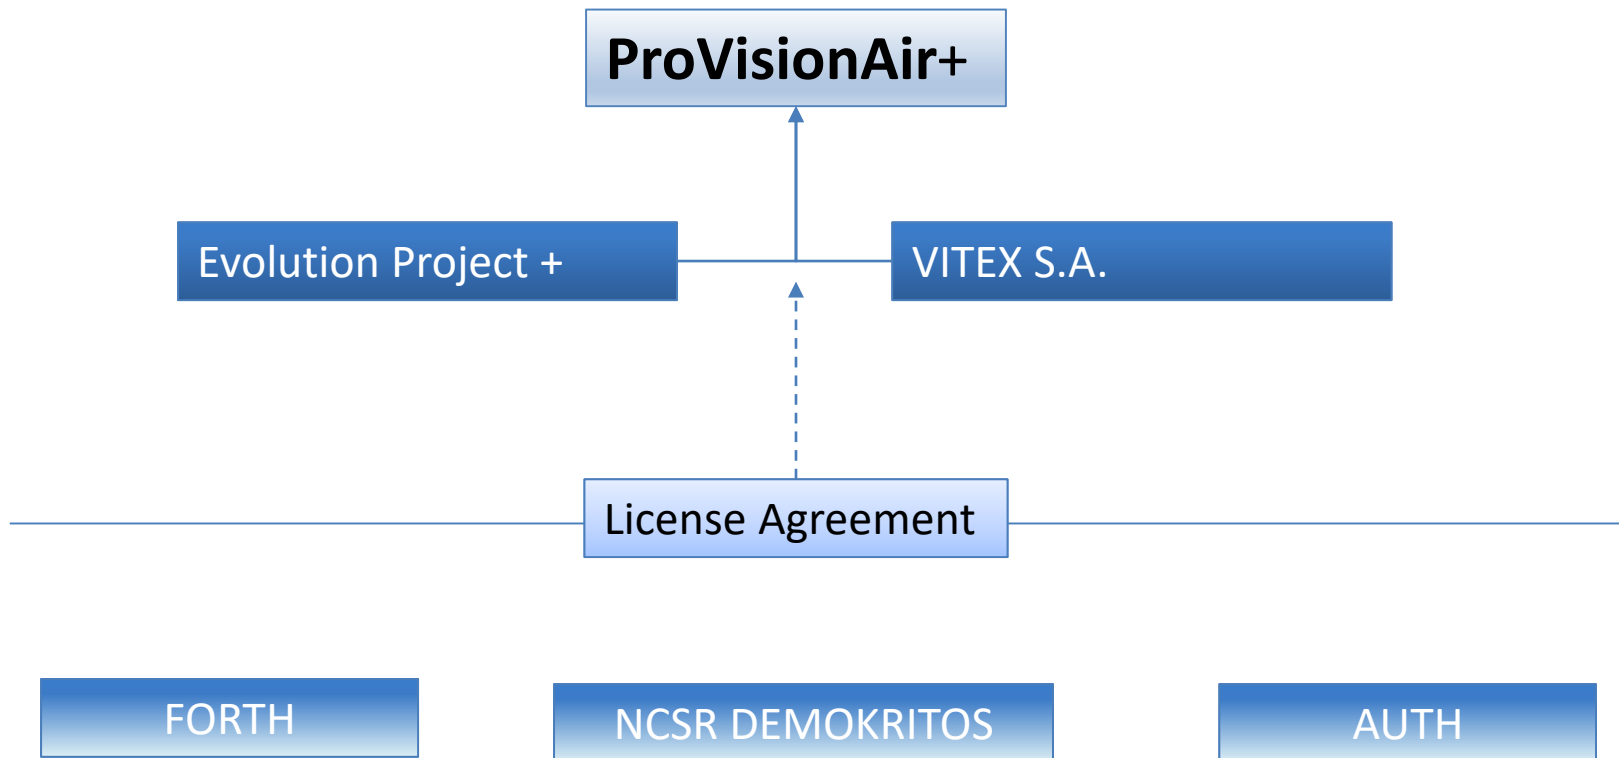 ProVisionAir+
Evolution Project +
VITEX S.A.
License Agreement
FORTH
NCSR DEMOKRITOS
AUTH